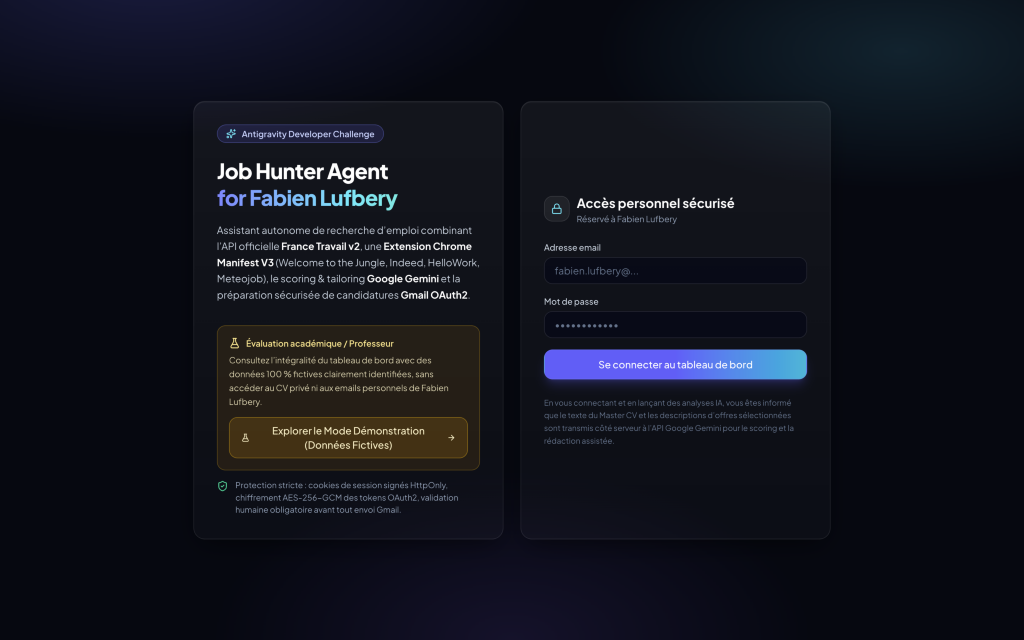 Antigravity Developer Challenge
Job Hunter Agent
for Fabien Lufbery
Assistant autonome de recherche d'emploi combinant
l'API officielle France Travail v2, une Extension Chrome
Manifest V3 (Welcome to the Jungle, Indeed, HelloWork,
Meteojob), le scoring & tailoring Google Gemini et la
préparation sécurisée de candidatures Gmail OAuth2.
Évaluation académique / Professeur
Consultez l'intégralité du tableau de bord avec des
données 100 % fictives clairement identifiées, sans
accéder au CV privé ni aux emails personnels de Fabien
Lufbery.
Explorer le Mode Démonstration
(Données Fictives)
Protection stricte : cookies de session signés HttpOnly,
chiffrement AES-256-GCM des tokens OAuth2, validation
humaine obligatoire avant tout envoi Gmail.
Accès personnel sécurisé
Réservé à Fabien Lufbery
Adresse email
fabien.lufbery@...
Mot de passe
••••••••••••
Se connecter au tableau de bord
En vous connectant et en lançant des analyses IA, vous êtes informé
que le texte du Master CV et les descriptions d'offres sélectionnées
sont transmis côté serveur à l'API Google Gemini pour le scoring et la
rédaction assistée.